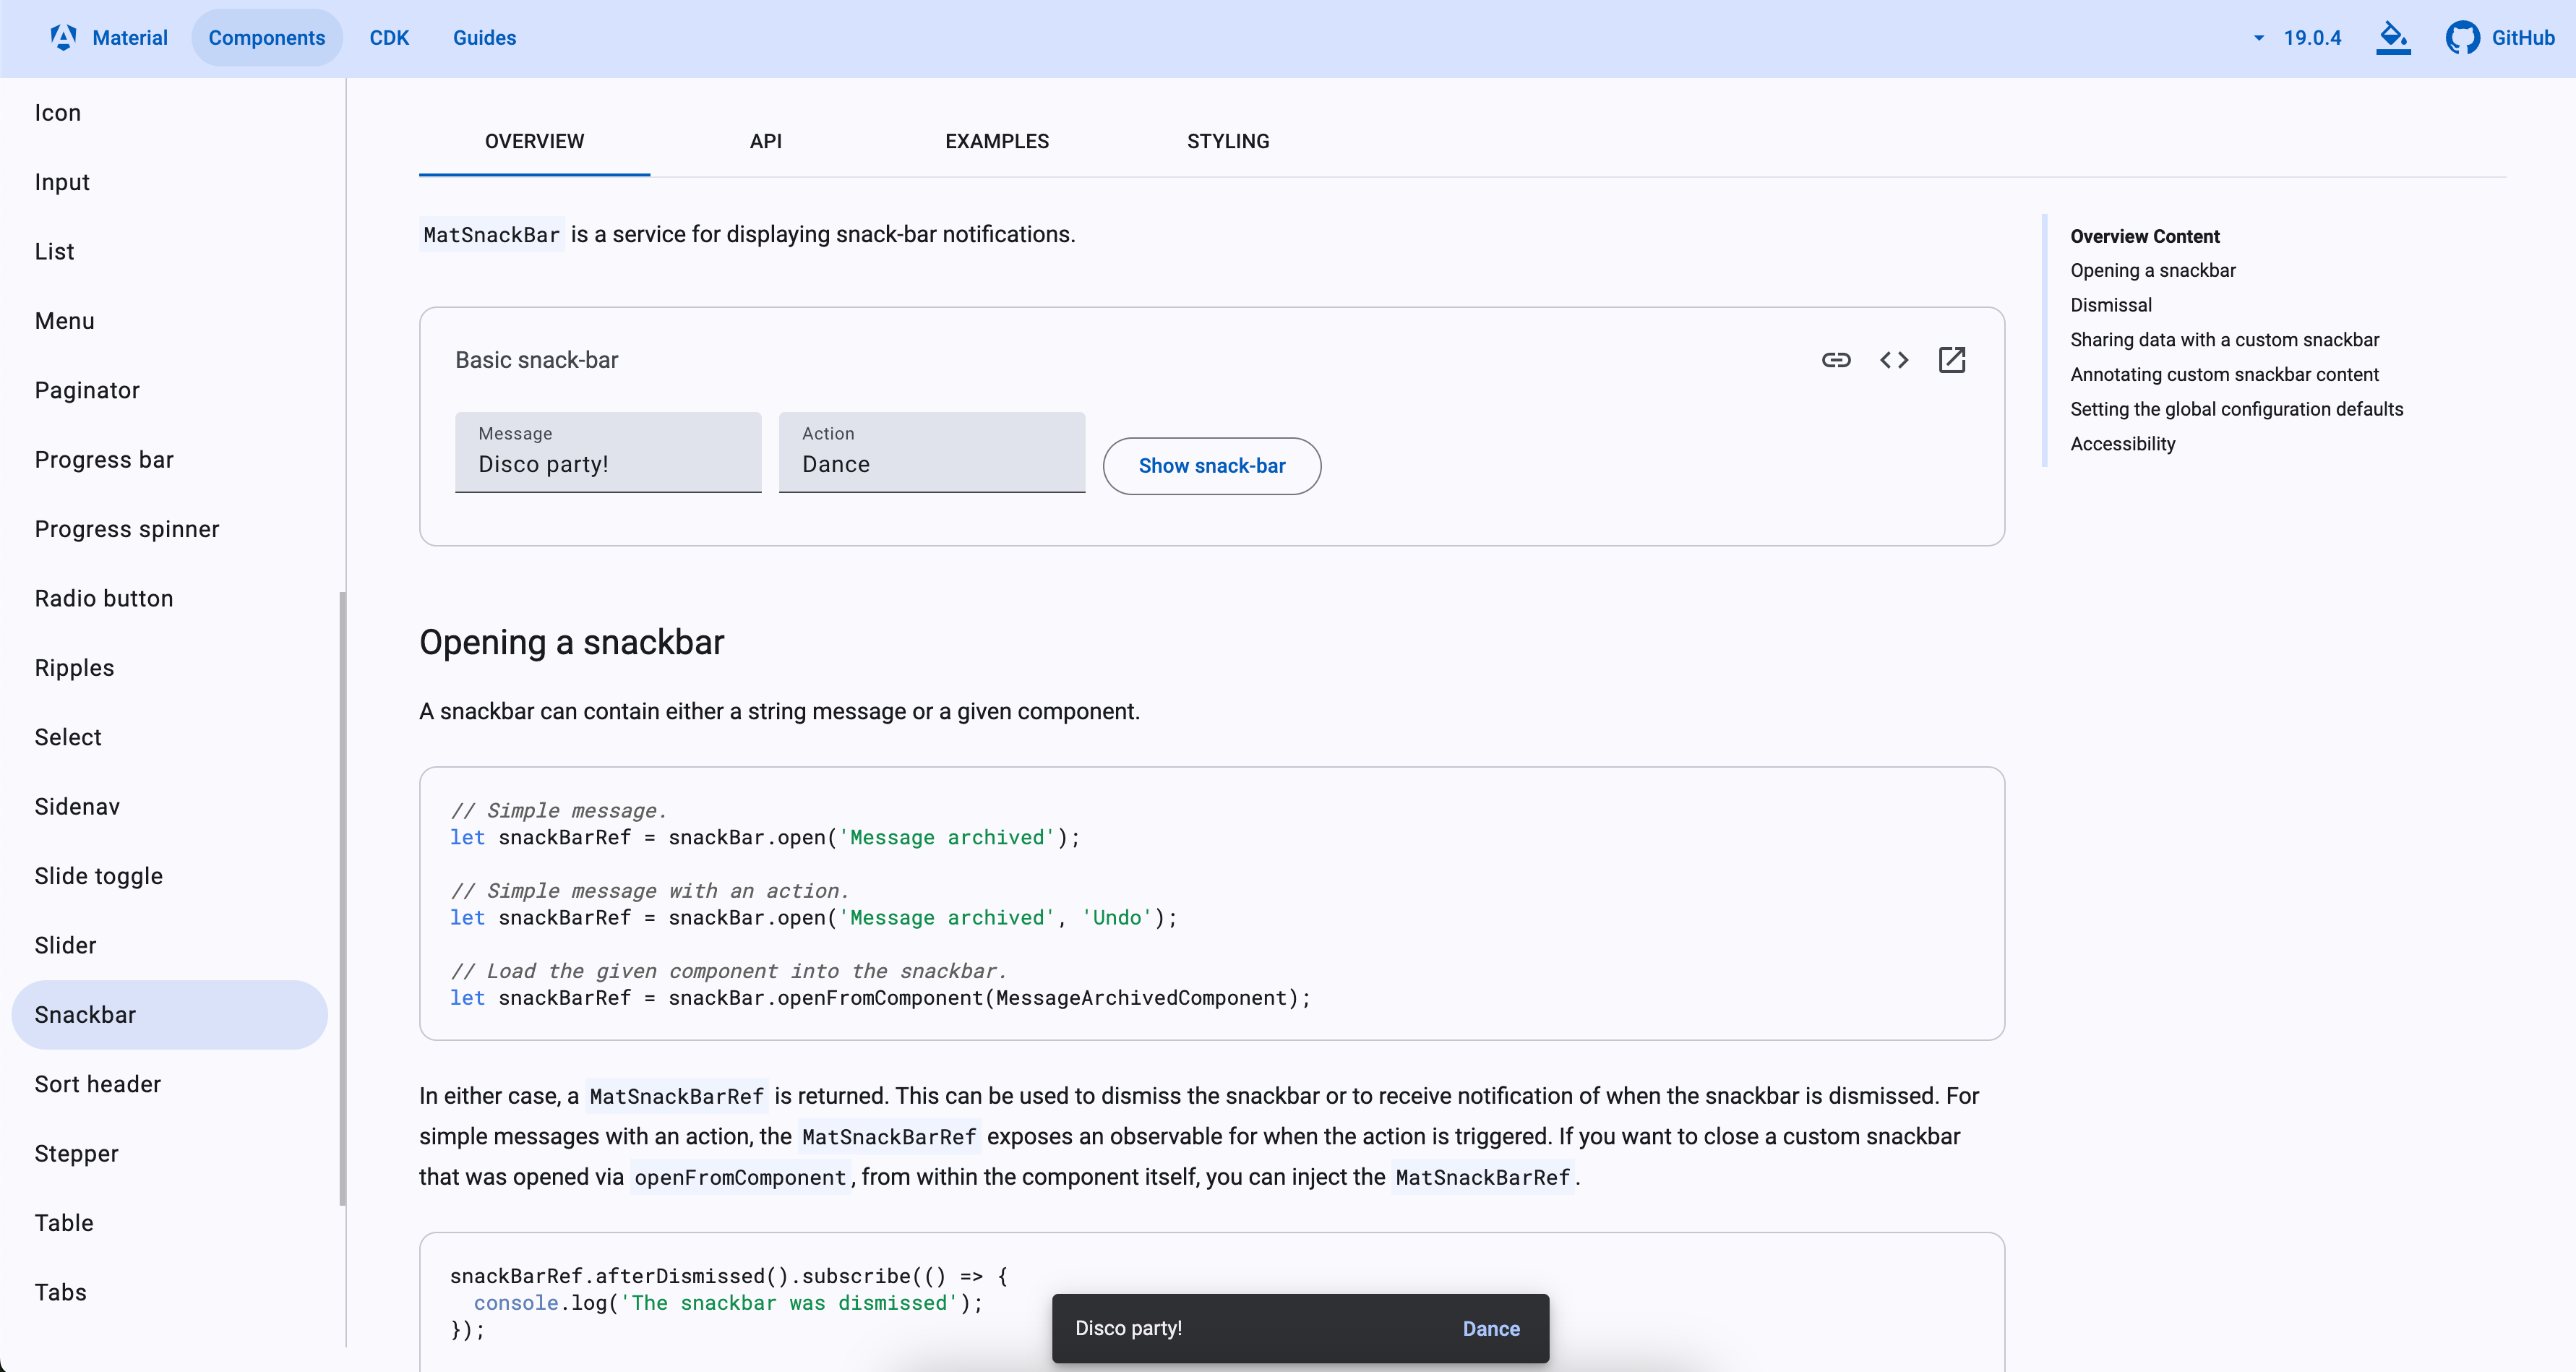 Material
Components
CDK
Guides
19.0.4
GitHub
Icon
Input
List
Menu
Paginator
Progress bar
Progress spinner
Radio button
Ripples
Select
Sidenav
Slide toggle
Slider
Snackbar
Sort header
Stepper
Table
Tabs
OVERVIEW
API
EXAMPLES
STYLING
MatSnackBar is a service for displaying snack-bar notifications.
Basic snack-bar
Message
Disco party!
Action
Dance
Show snack-bar
Opening a snackbar
A snackbar can contain either a string message or a given component.
// Simple message.
let snackBarRef = snackBar.open('Message archived');
// Simple message with an action.
let snackBarRef = snackBar.open('Message archived', 'Undo');
// Load the given component into the snackbar.
let snackBarRef = snackBar.openFromComponent(MessageArchivedComponent);
In either case, a MatSnackBarRef is returned. This can be used to dismiss the snackbar or to receive notification of when the snackbar is dismissed. For
simple messages with an action, the MatSnackBarRef exposes an observable for when the action is triggered. If you want to close a custom snackbar
that was opened via openFromComponent, from within the component itself, you can inject the MatSnackBarRef.
snackBarRef.afterDismissed().subscribe(() => {
console.log('The snackbar was dismissed');
});
Overview Content
Opening a snackbar
Dismissal
Sharing data with a custom snackbar
Annotating custom snackbar content
Setting the global configuration defaults
Accessibility
Disco party!
Dance